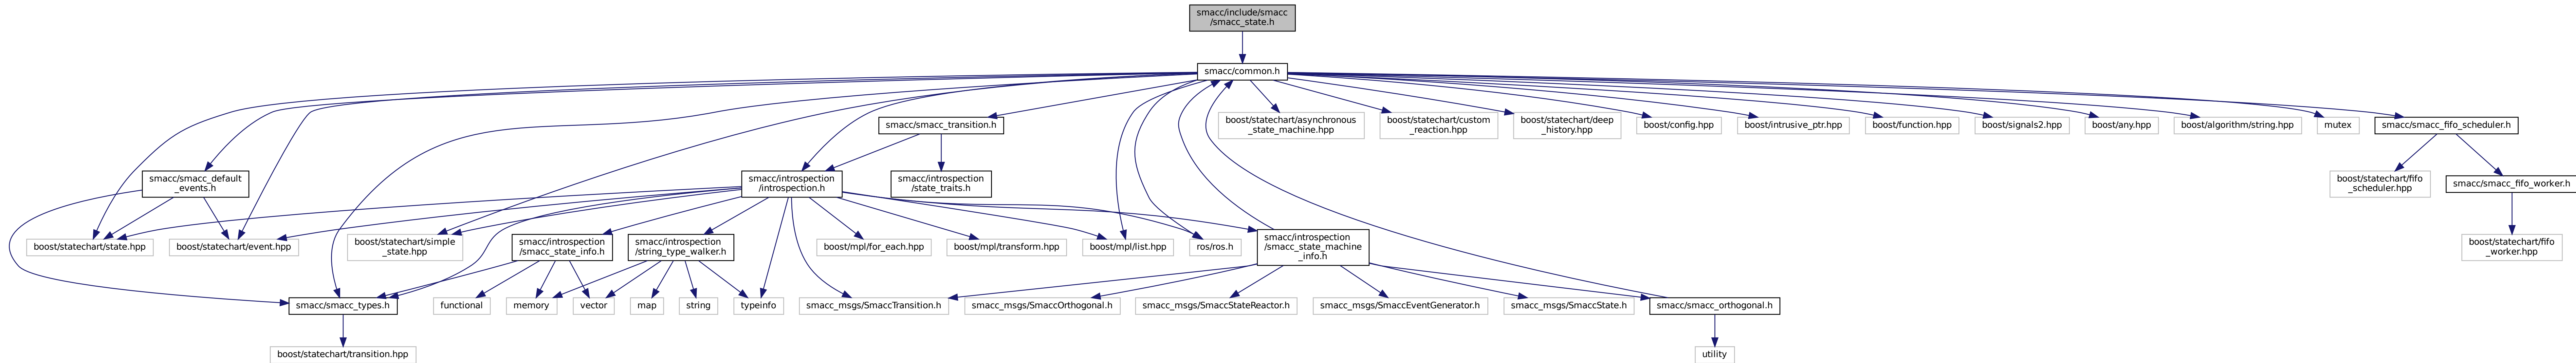 smacc/include/smacc
/smacc_state.h
smacc/common.h
smacc/smacc_transition.h
boost/statechart/asynchronous
_state_machine.hpp
boost/statechart/custom
_reaction.hpp
boost/statechart/deep
_history.hpp
boost/config.hpp
boost/intrusive_ptr.hpp
boost/function.hpp
boost/signals2.hpp
boost/any.hpp
boost/algorithm/string.hpp
mutex
smacc/smacc_fifo_scheduler.h
smacc/smacc_default
_events.h
smacc/introspection
/introspection.h
smacc/introspection
/state_traits.h
boost/statechart/fifo
_scheduler.hpp
smacc/smacc_fifo_worker.h
boost/statechart/state.hpp
boost/statechart/event.hpp
boost/statechart/simple
_state.hpp
smacc/introspection
/smacc_state_info.h
smacc/introspection
/string_type_walker.h
boost/mpl/for_each.hpp
boost/mpl/transform.hpp
boost/mpl/list.hpp
ros/ros.h
smacc/introspection
/smacc_state_machine
_info.h
boost/statechart/fifo
_worker.hpp
smacc/smacc_types.h
functional
memory
vector
map
string
typeinfo
smacc_msgs/SmaccTransition.h
smacc_msgs/SmaccOrthogonal.h
smacc_msgs/SmaccStateReactor.h
smacc_msgs/SmaccEventGenerator.h
smacc_msgs/SmaccState.h
smacc/smacc_orthogonal.h
boost/statechart/transition.hpp
utility